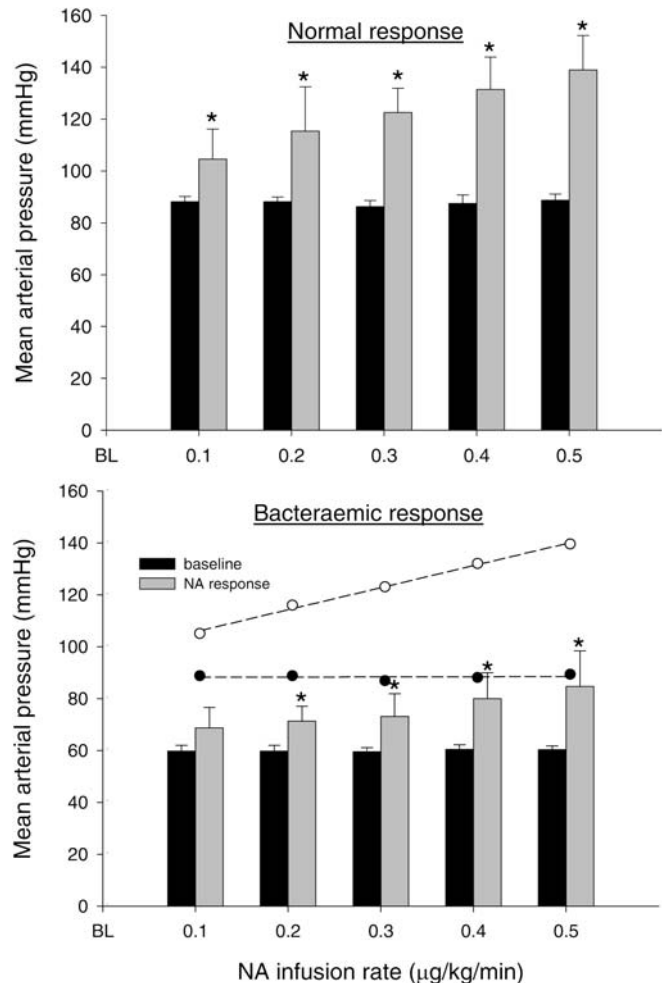 Normal response
Mean arterial pressure (mmHg)
160
140
120
100
80
60
40
20
0
* * * * *
BL 0.1 0.2 0.3 0.4 0.5
Bacteraemic response
Mean arterial pressure (mmHg)
160
140
120
100
80
60
40
20
0
baseline
NA response
* * * *
BL 0.1 0.2 0.3 0.4 0.5
NA infusion rate (μg/kg/min)